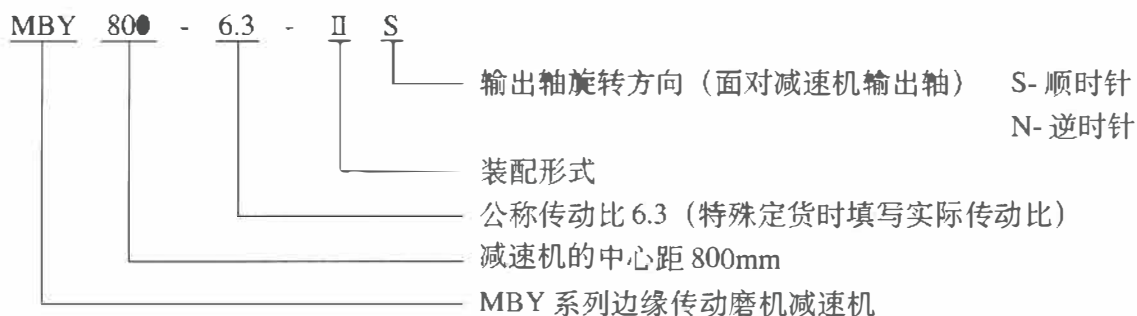 MBY 800 - 6.3 - Ⅱ S
输出轴旋转方向（面对减速机输出轴） S- 顺时针
N- 逆时针
装配形式
公称传动比 6.3（特殊定货时填写实际传动比）
减速机的中心距 800mm
MBY 系列边缘传动磨机减速机